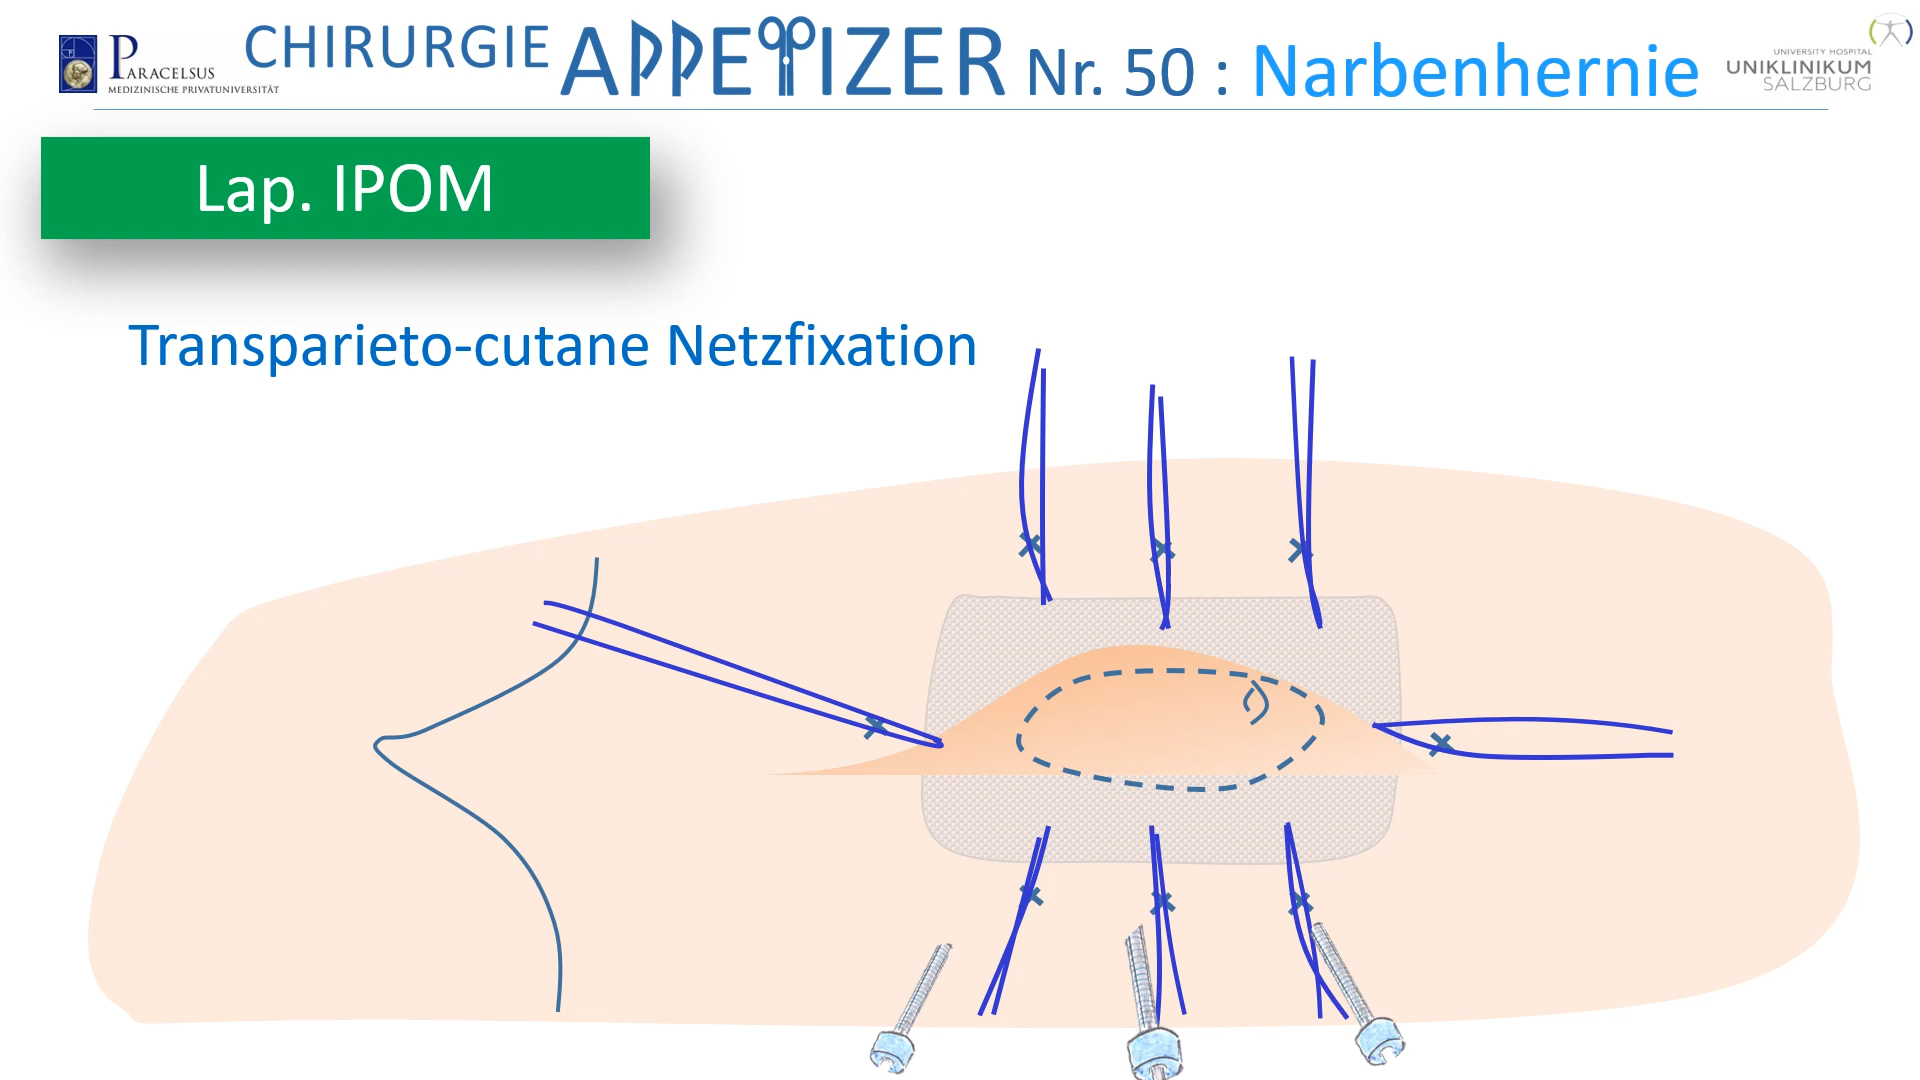 PARACELSUS
MEDIZINISCHE PRIVATUNIVERSITÄT
CHIRURGIE APPETIZER Nr. 50 : Narbenhernie
UNIVERSITY HOSPITAL
UNIKLINIKUM
SALZBURG
Lap. IPOM
Transparieto-cutane Netzfixation